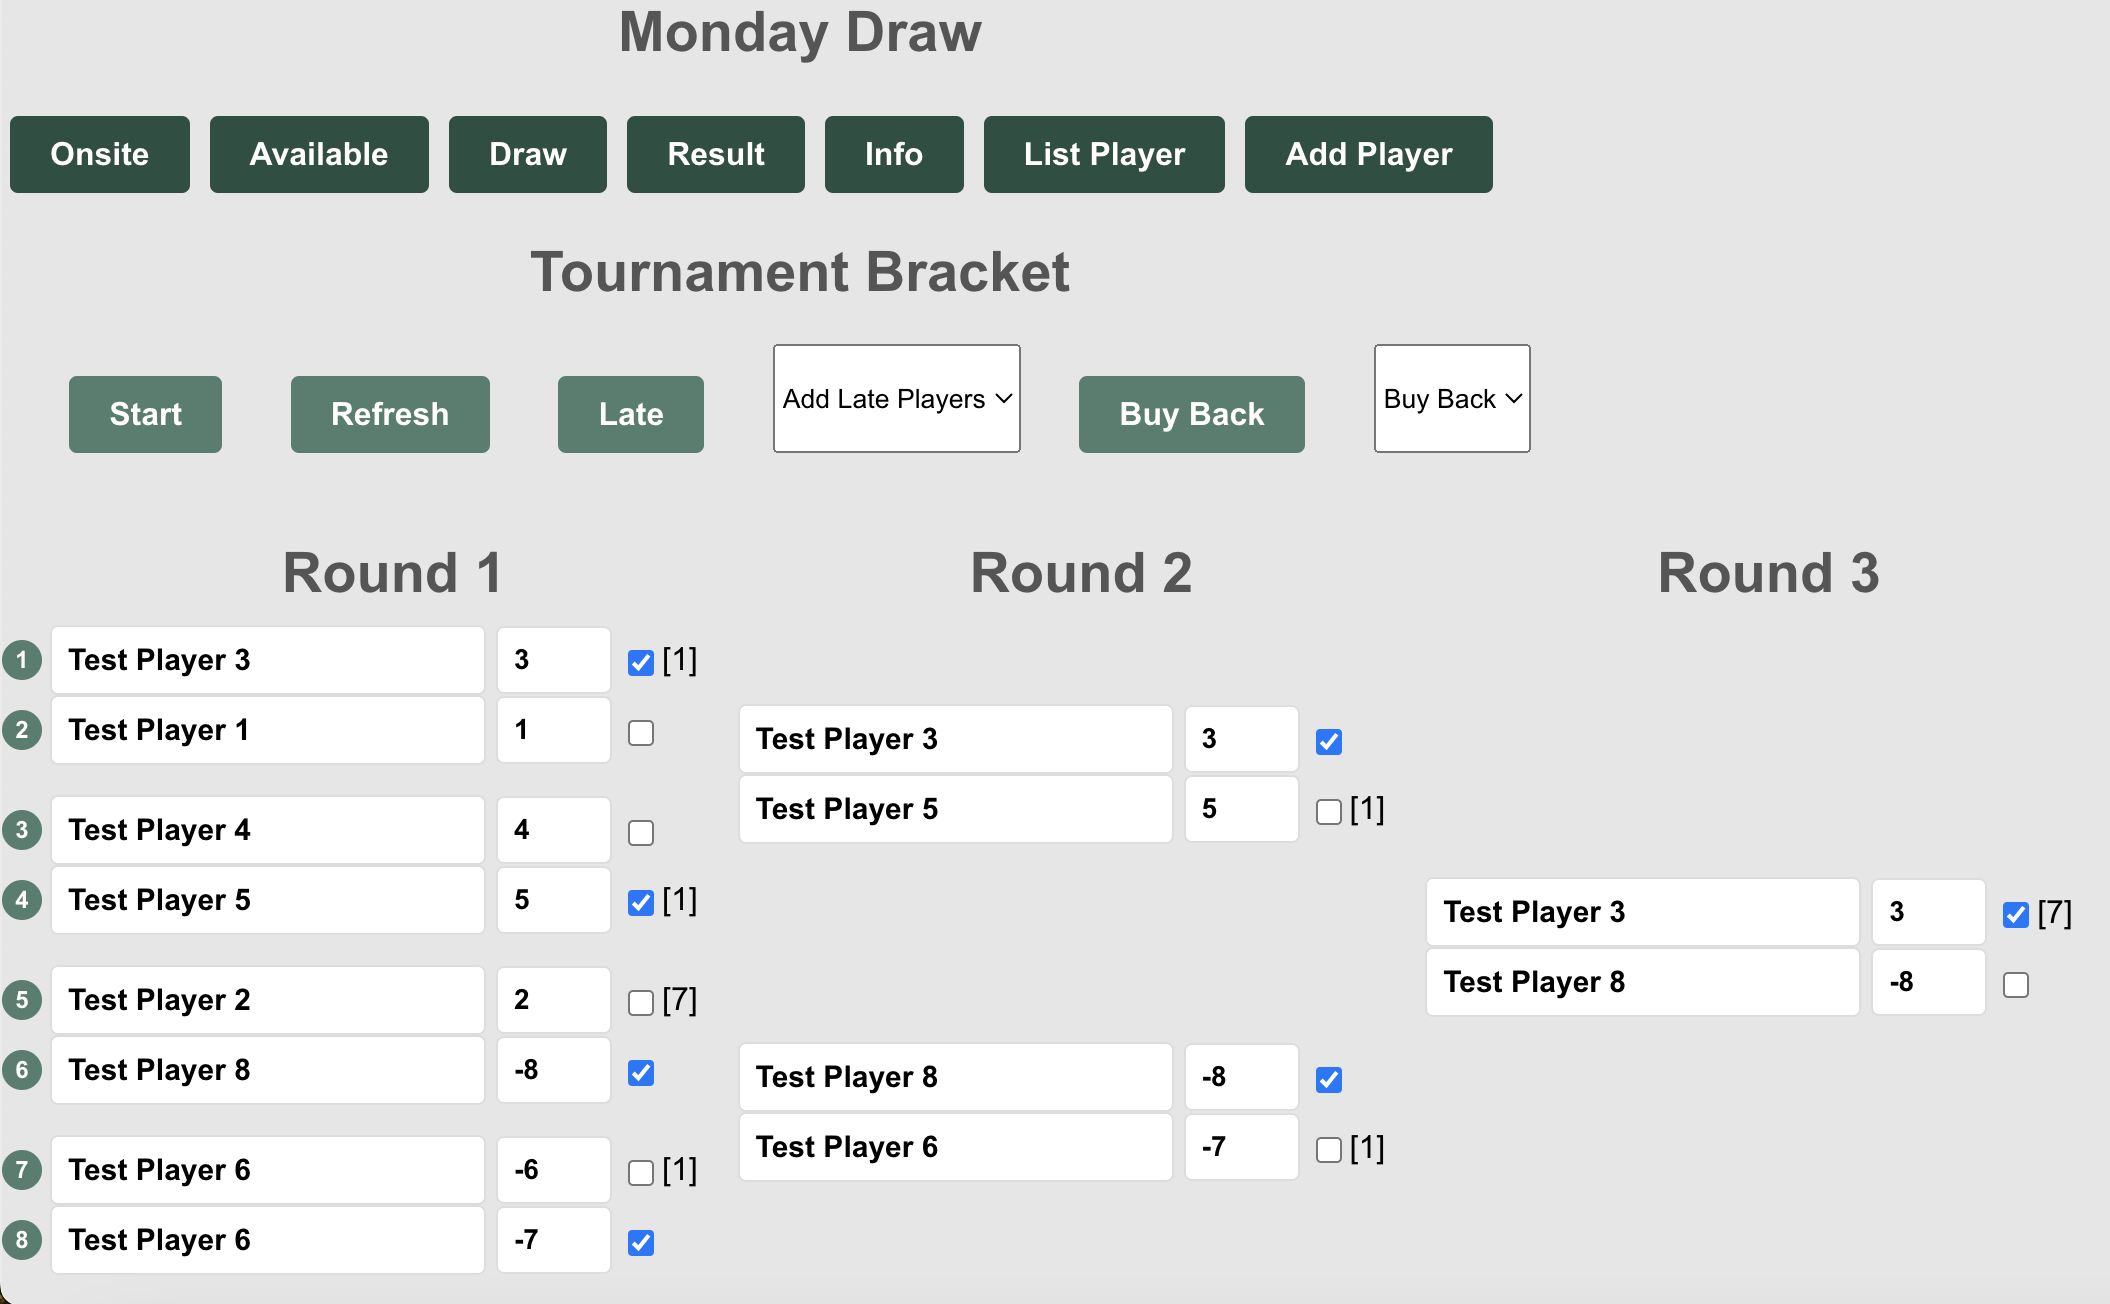 Monday Draw
Onsite Available Draw Result Info List Player Add Player
Tournament Bracket
Start Refresh Late Add Late Players Buy Back Buy Back
Round 1
1 Test Player 3 3 [1]
2 Test Player 1 1
3 Test Player 4 4
4 Test Player 5 5 [1]
5 Test Player 2 2 [7]
6 Test Player 8 -8
7 Test Player 6 -6 [1]
8 Test Player 6 -7
Round 2
Test Player 3 3
Test Player 5 5 [1]
Test Player 8 -8
Test Player 6 -7 [1]
Round 3
Test Player 3 3 [7]
Test Player 8 -8